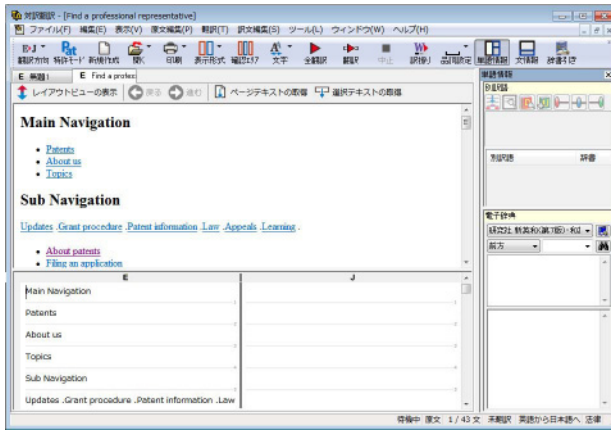 対訳翻訳 - [Find a professional representative]
ファイル(F) 編集(E) 表示(V) 原文編集(P) 翻訳(T) 訳文編集(S) ツール(L) ウィンドウ(W) ヘルプ(H)
翻訳方向 特許モード 新規作成 開く 印刷 表示形式 確認エリア 文字 全翻訳 翻訳 中止 訳振り 品詞設定 単語情報 文情報 辞書引き
E 無題1 E Find a profes
レイアウトビューの表示 戻る 進む ページテキストの取得 選択テキストの取得
Main Navigation
Patents
About us
Topics
Sub Navigation
Updates .Grant procedure .Patent information .Law .Appeals .Learning .
About patents
Filing an application
E J
Main Navigation
Patents
About us
Topics
Sub Navigation
Updates .Grant procedure .Patent information .Law
単語情報
別訳語
別訳語 辞書
電子辞典
前方
待機中 原文 1 / 43 文 未翻訳 英語から日本語へ 法律